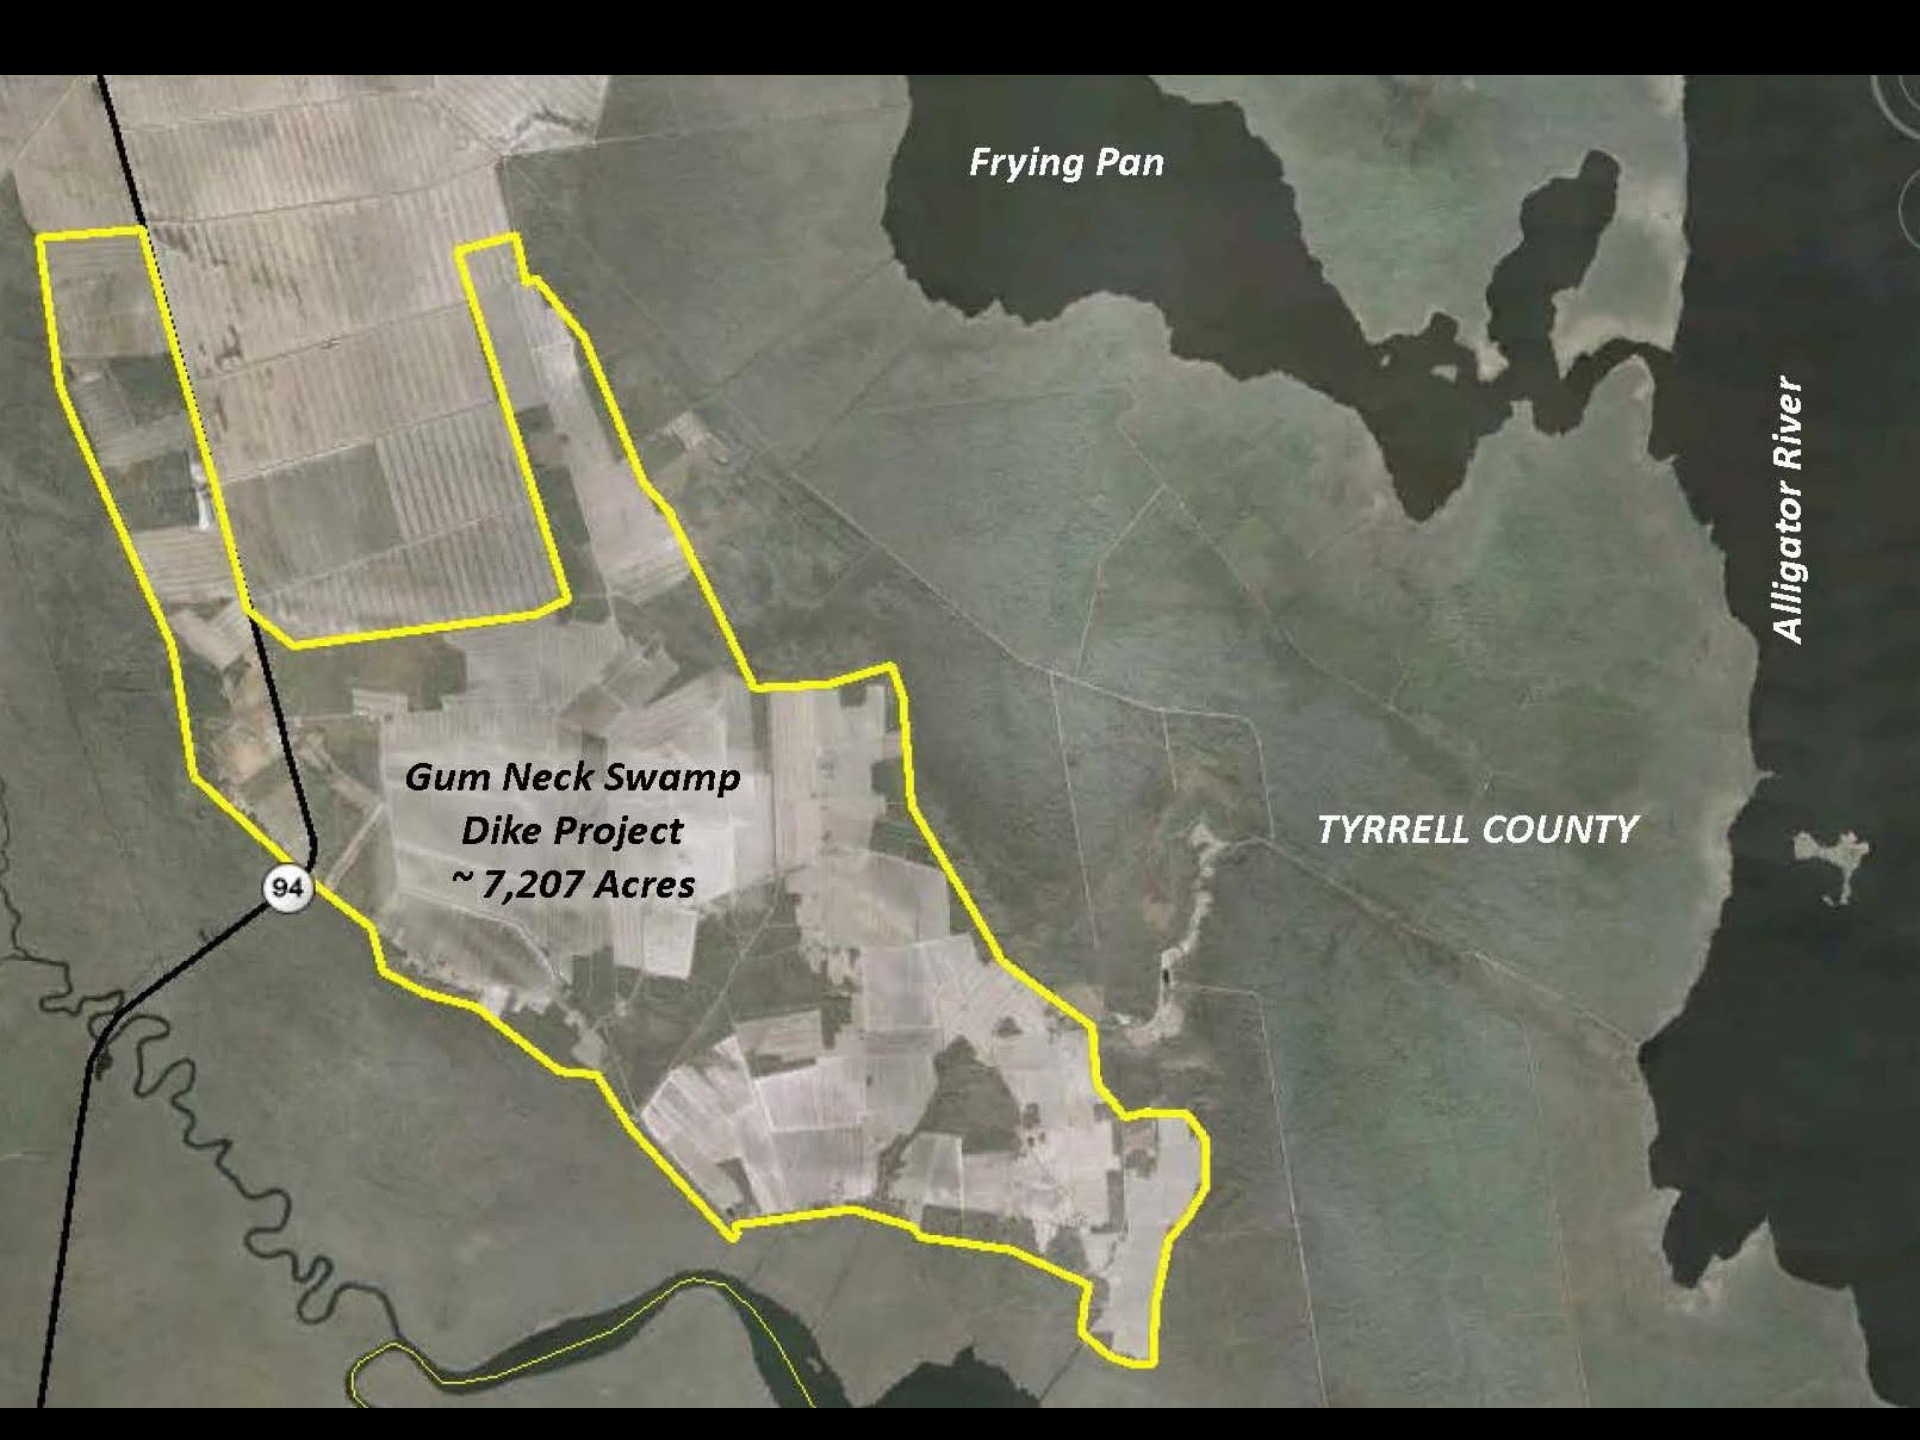 Frying Pan
Alligator River
Gum Neck Swamp
Dike Project
~ 7,207 Acres
TYRRELL COUNTY
94